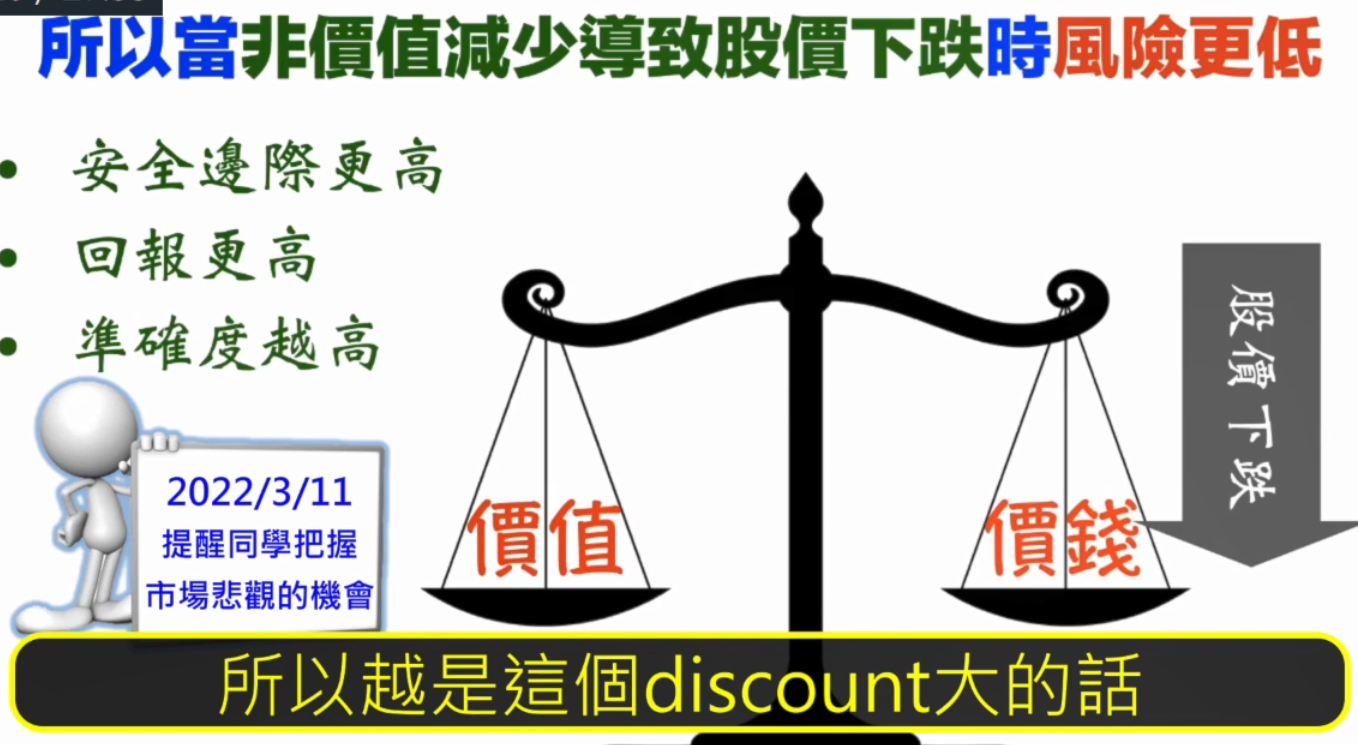 所以當非價值減少導致股價下跌時風險更低
• 安全邊際更高
• 回報更高
• 準確度越高
股價下跌
2022/3/11
提醒同學把握
市場悲觀的機會
價值
價錢
所以越是這個discount大的話